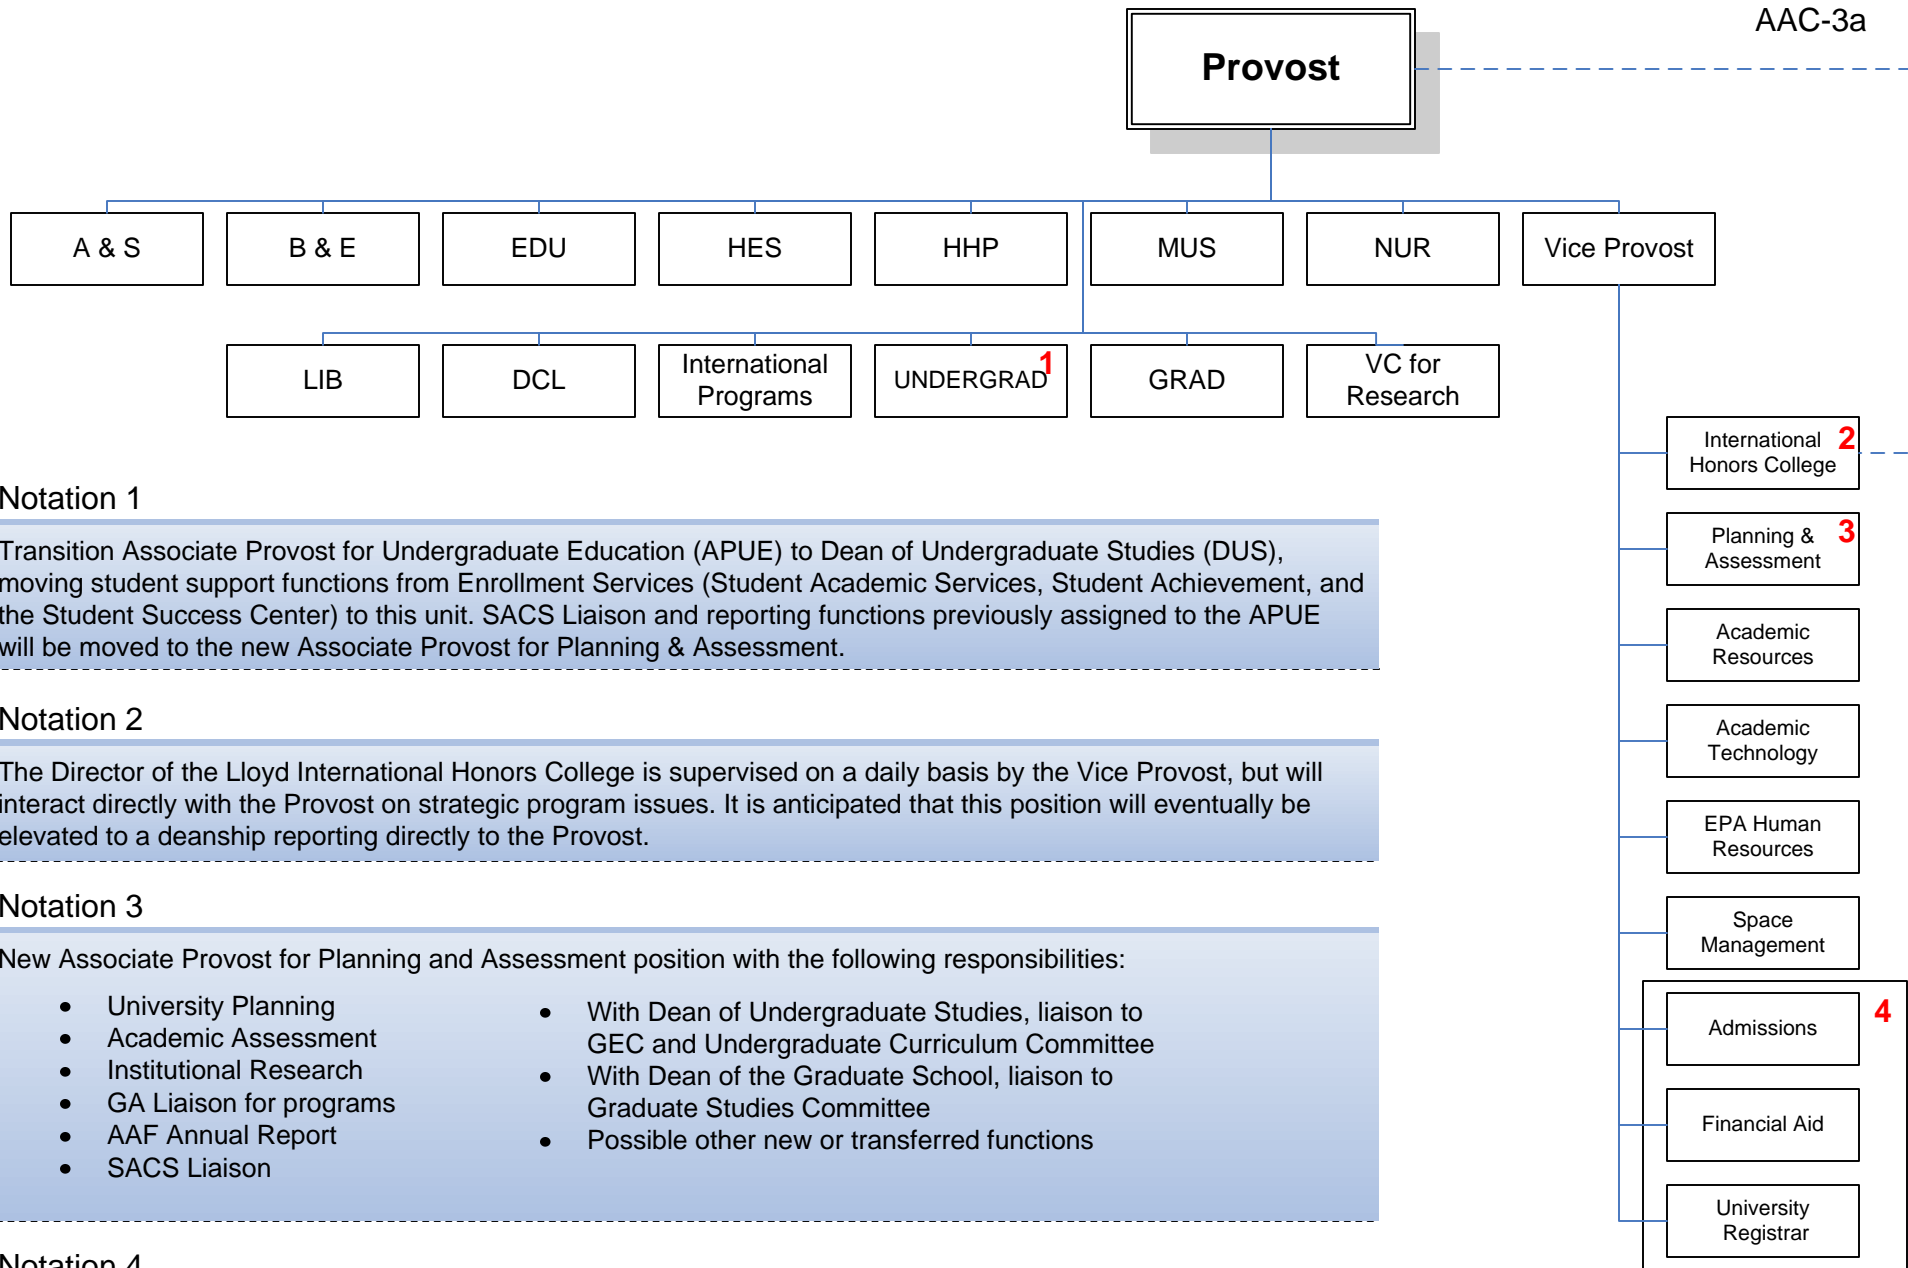 AAC-3a
Provost
A & S
B & E
EDU
HES
HHP
MUS
NUR
Vice Provost
LIB
DCL
International
Programs
UNDERGRAD
1
GRAD
VC for
Research
International
Honors College
2
Planning &
Assessment
3
Academic
Resources
Academic
Technology
EPA Human
Resources
Space
Management
Admissions
4
Financial Aid
University
Registrar
Notation 1
Transition Associate Provost for Undergraduate Education (APUE) to Dean of Undergraduate Studies (DUS),
moving student support functions from Enrollment Services (Student Academic Services, Student Achievement, and
the Student Success Center) to this unit. SACS Liaison and reporting functions previously assigned to the APUE
will be moved to the new Associate Provost for Planning & Assessment.
Notation 2
The Director of the Lloyd International Honors College is supervised on a daily basis by the Vice Provost, but will
interact directly with the Provost on strategic program issues. It is anticipated that this position will eventually be
elevated to a deanship reporting directly to the Provost.
Notation 3
New Associate Provost for Planning and Assessment position with the following responsibilities:
• University Planning
• Academic Assessment
• Institutional Research
• GA Liaison for programs
• AAF Annual Report
• SACS Liaison
• With Dean of Undergraduate Studies, liaison to
GEC and Undergraduate Curriculum Committee
• With Dean of the Graduate School, liaison to
Graduate Studies Committee
• Possible other new or transferred functions
Notation 4